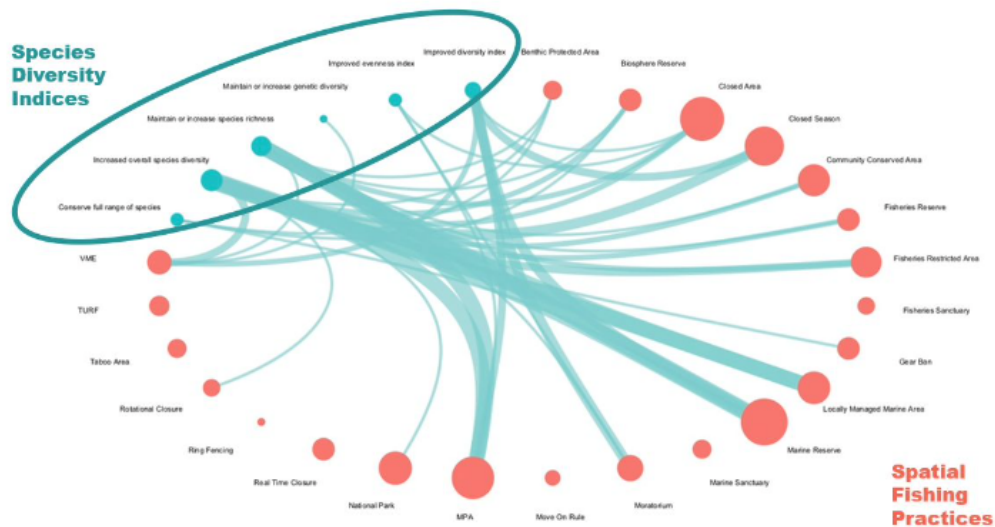 Species
Diversity
Indices
Improved diversity index
Benthic Protected Area
Improved evenness index
Biosphere Reserve
Maintain or increase genetic diversity
Closed Area
Maintain or increase species richness
Closed Season
Increased overall species diversity
Community Conserved Area
Conserve full range of species
Fisheries Reserve
VME
Fisheries Restricted Area
TURF
Fisheries Sanctuary
Taboo Area
Gear Ban
Rotational Closure
Locally Managed Marine Area
Ring Fencing
Marine Reserve
Real Time Closure
Marine Sanctuary
National Park
Moratorium
MPA
Move On Rule
Spatial
Fishing
Practices